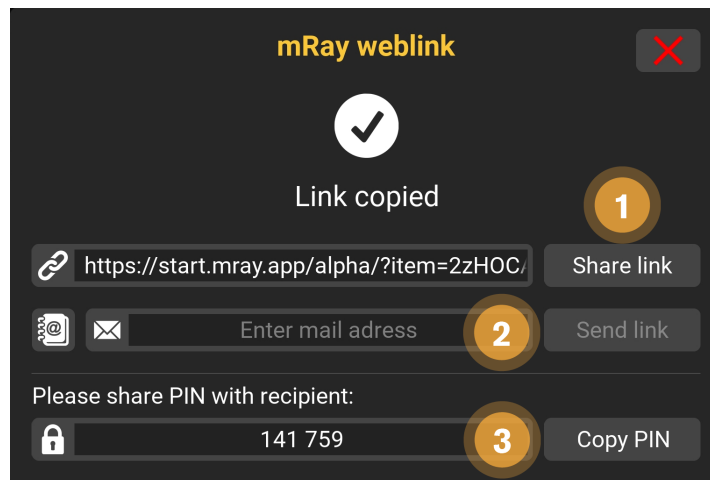 mRay weblink
Link copied
1
https://start.mray.app/alpha/?item=2zHOC
Share link
@
Enter mail adress
2
Send link
Please share PIN with recipient:
141 759
3
Copy PIN